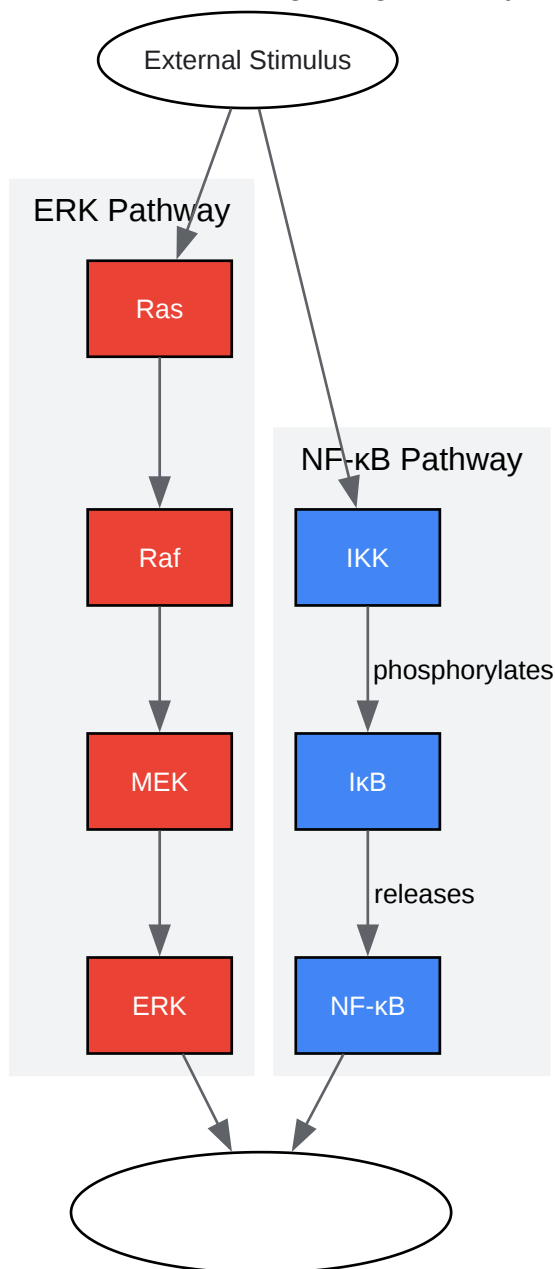 External Stimulus
ERK Pathway
Ras
NF-κB Pathway
Raf
IKK
phosphorylates
MEK
IκB
releases
ERK
NF-κB